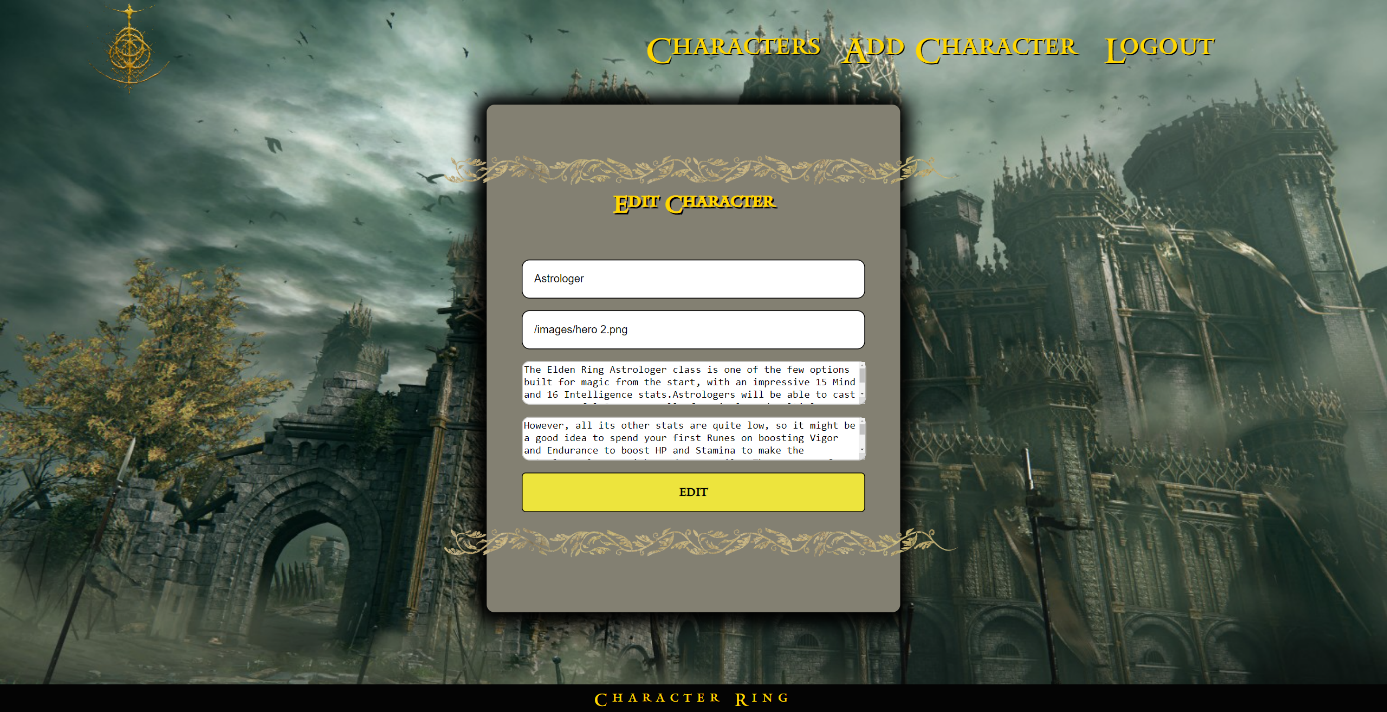 Characters Add Character Logout
Edit Character
Astrologer
/images/hero 2.png
The Elden Ring Astrologer class is one of the few options
built for magic from the start, with an impressive 15 Mind
and 16 Intelligence stats.Astrologers will be able to cast
However, all its other stats are quite low, so it might be
a good idea to spend your first Runes on boosting Vigor
and Endurance to boost HP and Stamina to make the
EDIT
Character Ring